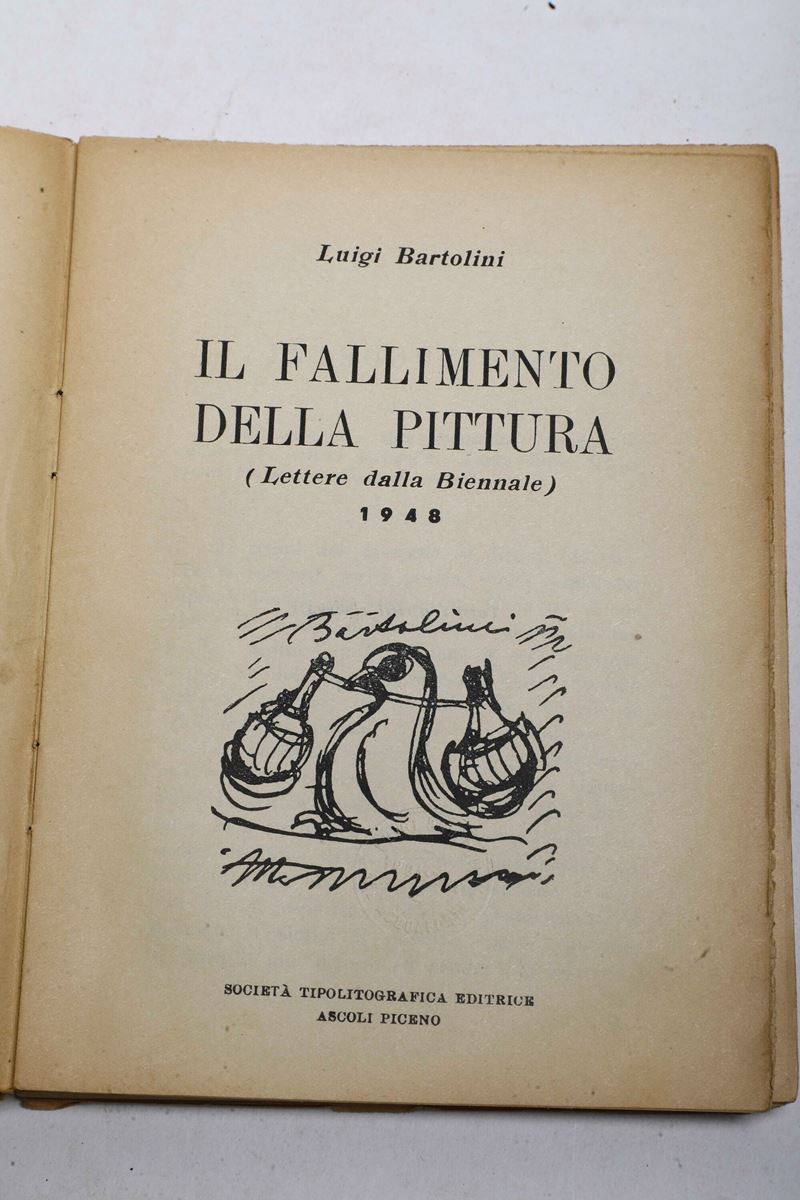 Luigi Bartolini
IL FALLIMENTO
DELLA PITTURA
(Lettere dalla Biennale)
1948
Bartolini
SOCIETÀ TIPOLITOGRAFICA EDITRICE
ASCOLI PICENO